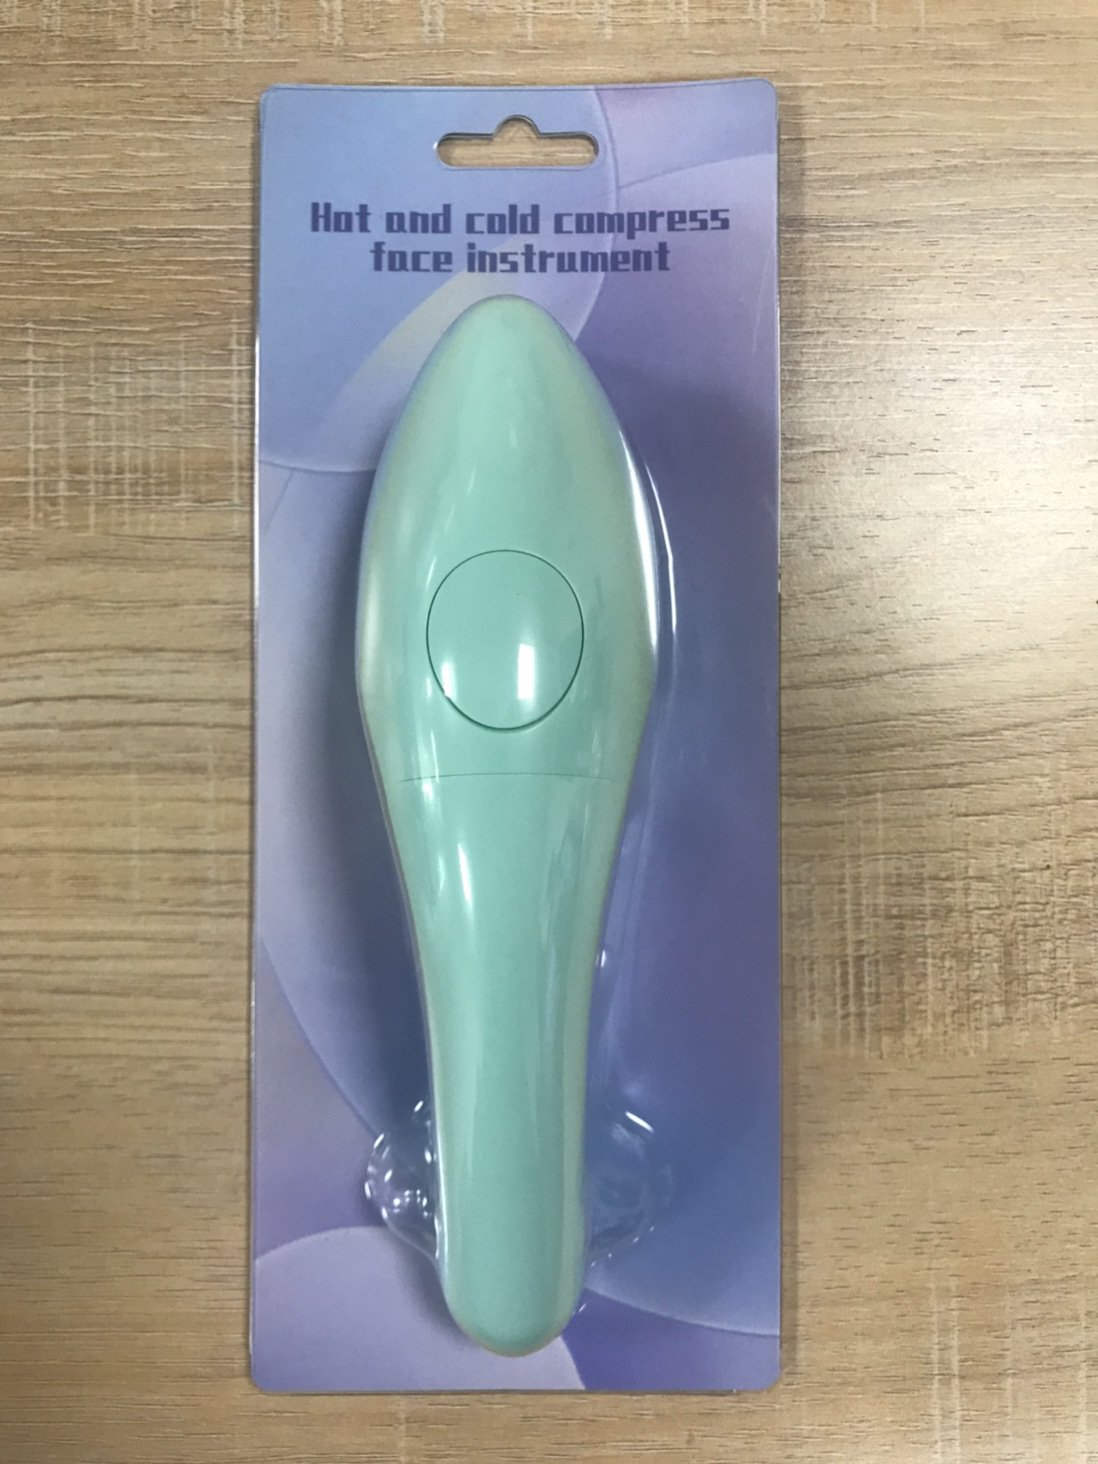 Hot and cold compress
face instrument